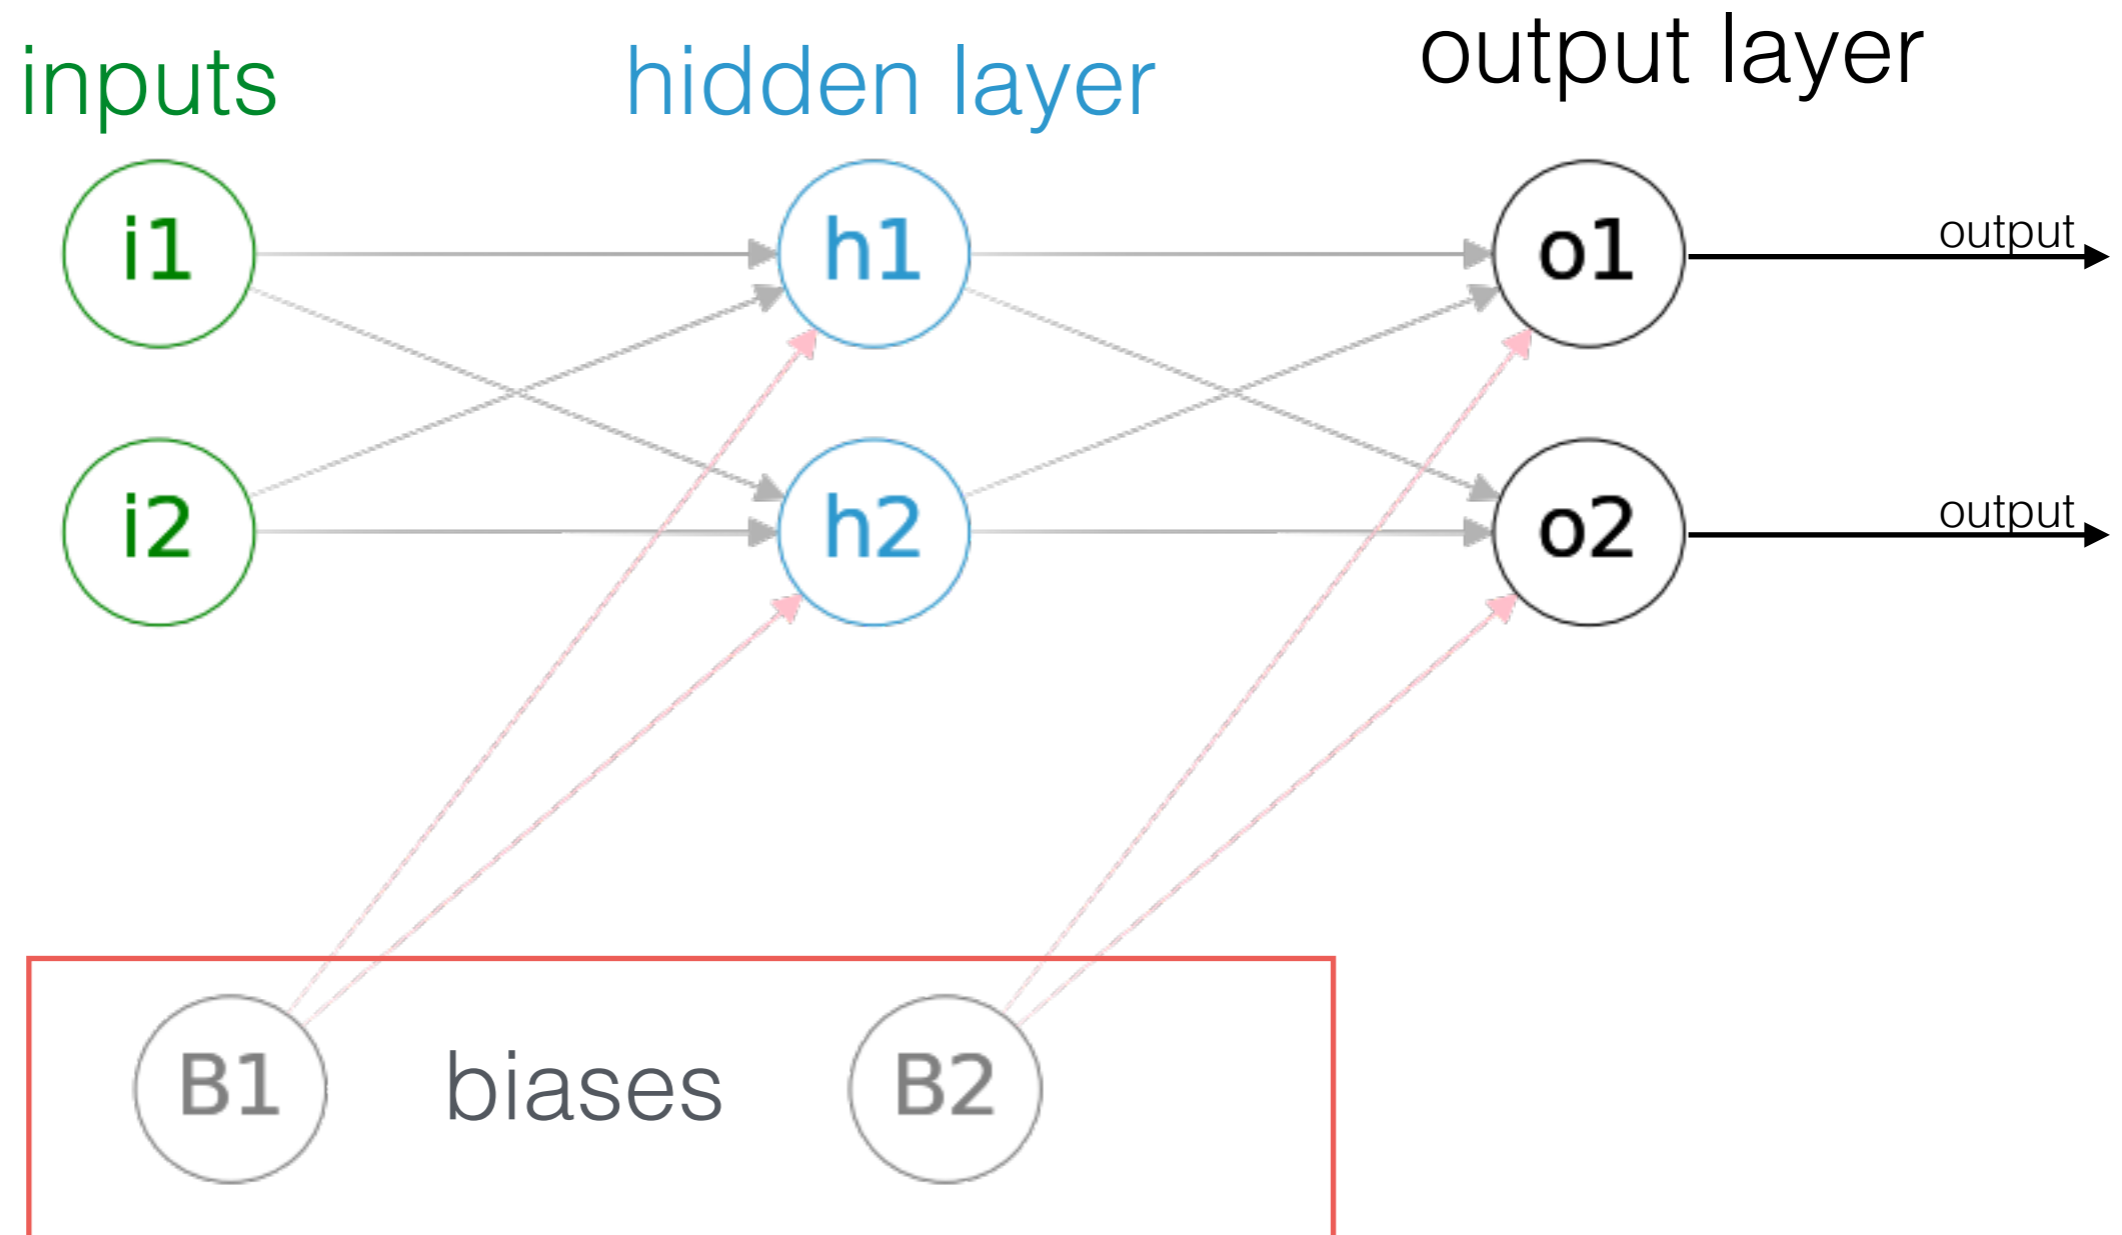 inputs
hidden layer
output layer
i1
h1
o1
output
i2
h2
o2
output
B1
biases
B2